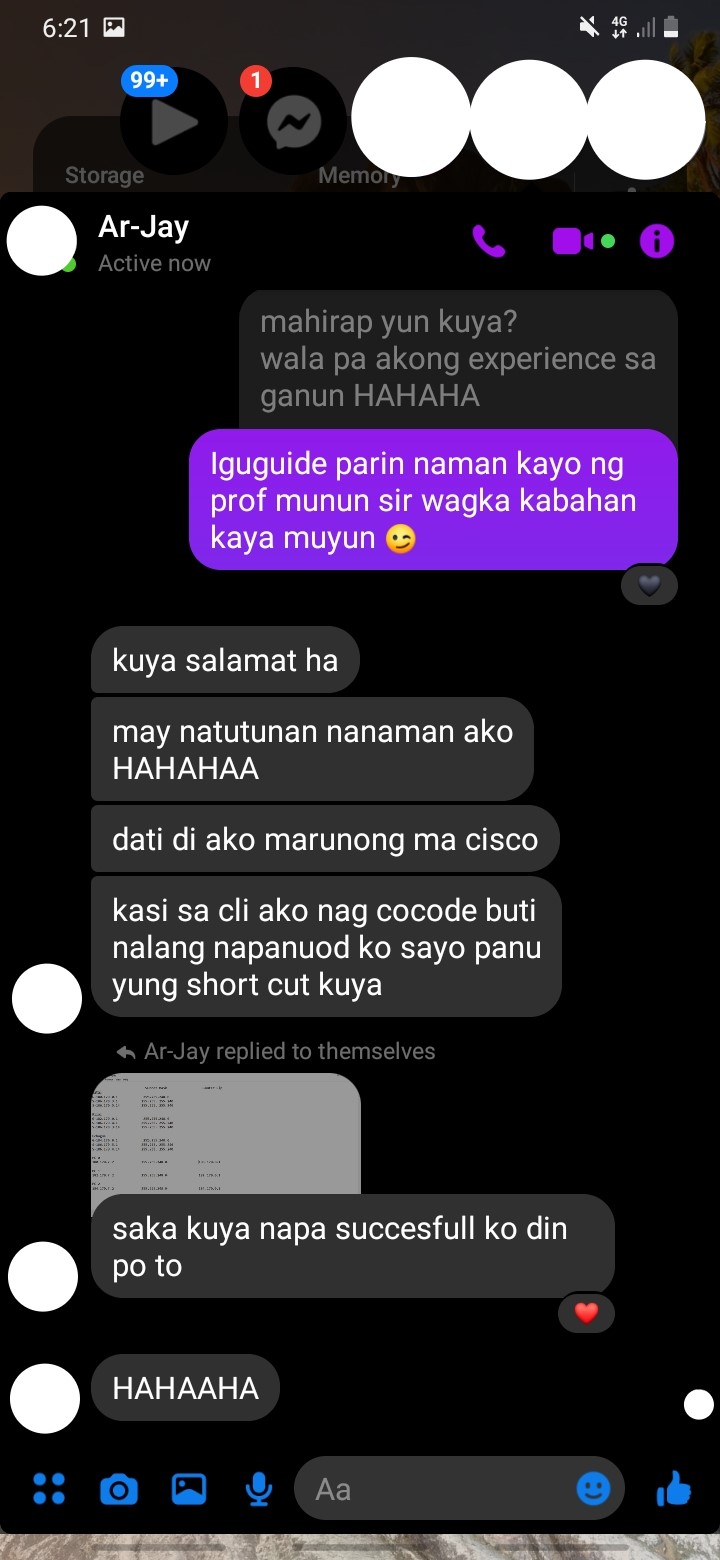 6:21
4G
99+
1
Storage
Memory
Ar-Jay
Active now
mahirap yun kuya?
wala pa akong experience sa
ganun HAHAHA
Iguguide parin naman kayo ng
prof munun sir wagka kabahan
kaya muyun 😉
kuya salamat ha
may natutunan nanaman ako
HAHAHAA
dati di ako marunong ma cisco
kasi sa cli ako nag cocode buti
nalang napanuod ko sayo panu
yung short cut kuya
Ar-Jay replied to themselves
saka kuya napa succesfull ko din
po to
HAHAAHA
Aa